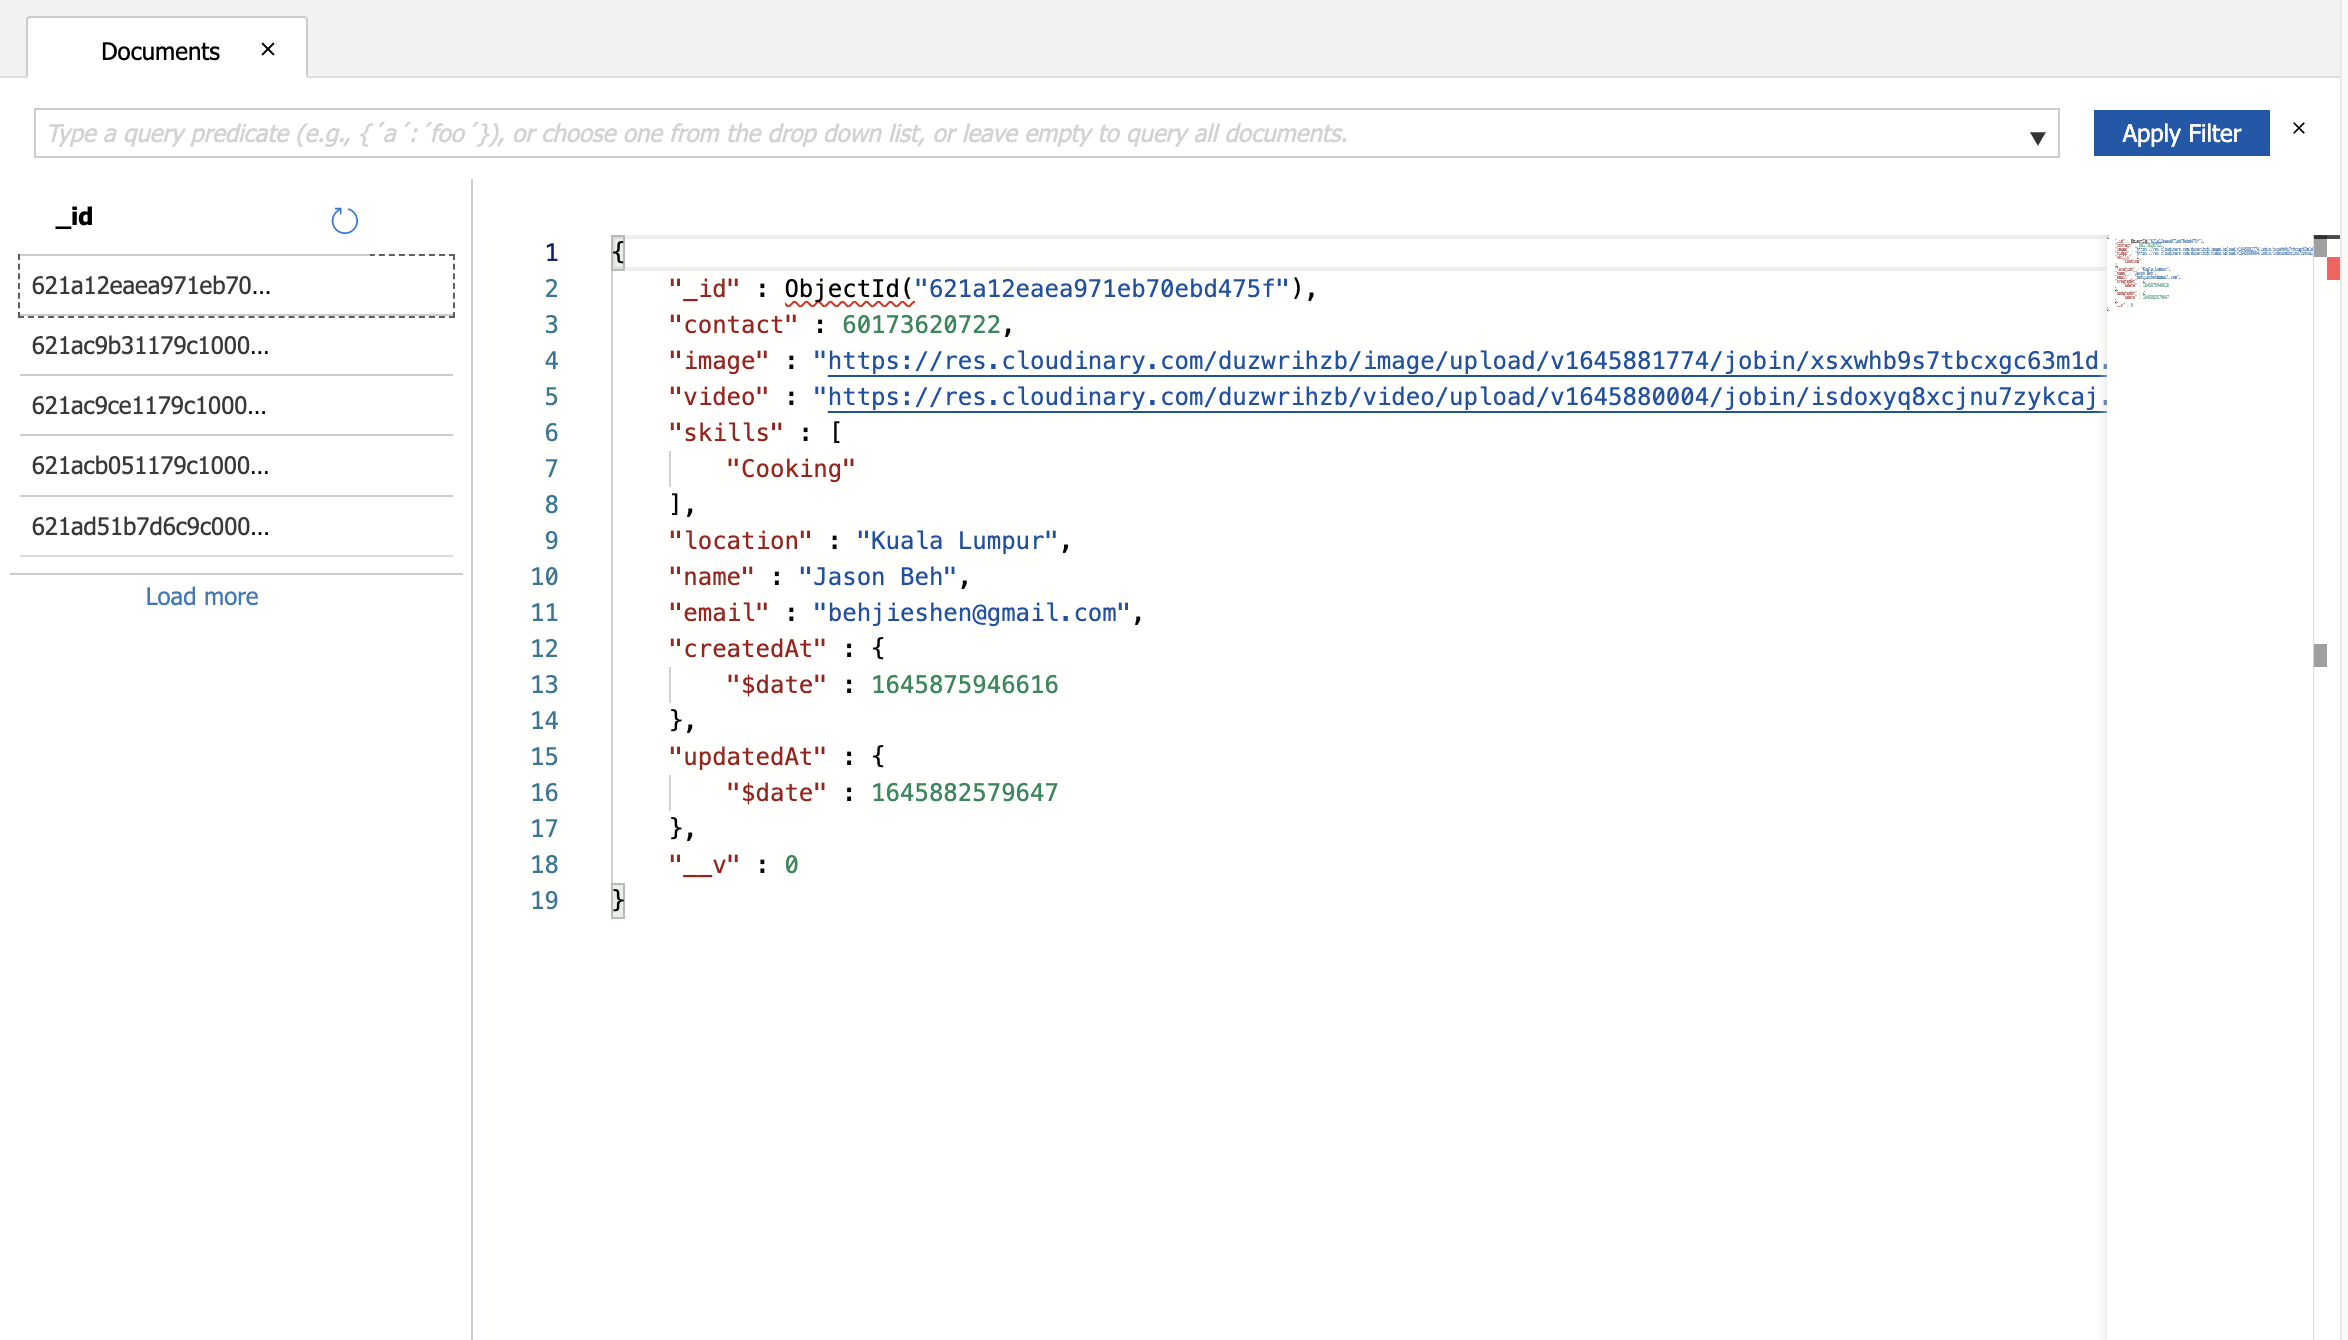 Documents ×
Type a query predicate (e.g., {´a´:´foo´}), or choose one from the drop down list, or leave empty to query all documents.
Apply Filter ×
_id
621a12eaea971eb70...
621ac9b31179c1000...
621ac9ce1179c1000...
621acb051179c1000...
621ad51b7d6c9c000...
Load more
1 {
2 "_id" : ObjectId("621a12eaea971eb70ebd475f"),
3 "contact" : 60173620722,
4 "image" : "https://res.cloudinary.com/duzwrihzb/image/upload/v1645881774/jobin/xsxwhb9s7tbcxgc63m1d.
5 "video" : "https://res.cloudinary.com/duzwrihzb/video/upload/v1645880004/jobin/isdoxyq8xcjnu7zykcaj.
6 "skills" : [
7 "Cooking"
8 ],
9 "location" : "Kuala Lumpur",
10 "name" : "Jason Beh",
11 "email" : "behjieshen@gmail.com",
12 "createdAt" : {
13 "$date" : 1645875946616
14 },
15 "updatedAt" : {
16 "$date" : 1645882579647
17 },
18 "__v" : 0
19 }